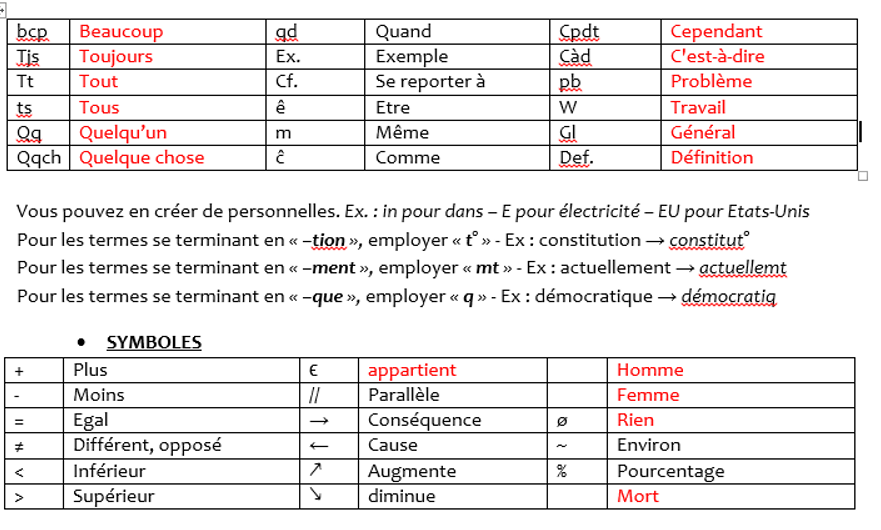 bcp Beaucoup qd Quand Cpdt Cependant
Tjs Toujours Ex. Exemple Càd C'est-à-dire
Tt Tout Cf. Se reporter à pb Problème
ts Tous ê Etre W Travail
Qq Quelqu’un m Même Gl Général
Qqch Quelque chose ĉ Comme Def. Définition
Vous pouvez en créer de personnelles. Ex. : in pour dans – E pour électricité – EU pour Etats-Unis
Pour les termes se terminant en « –tion », employer « t° » - Ex : constitution → constitut°
Pour les termes se terminant en « –ment », employer « mt » - Ex : actuellement → actuellemt
Pour les termes se terminant en « –que », employer « q » - Ex : démocratique → démocratiq
• SYMBOLES
+ Plus € appartient Homme
- Moins // Parallèle Femme
= Egal → Conséquence ø Rien
≠ Différent, opposé ← Cause ~ Environ
< Inférieur ↗ Augmente % Pourcentage
> Supérieur ↘ diminue Mort